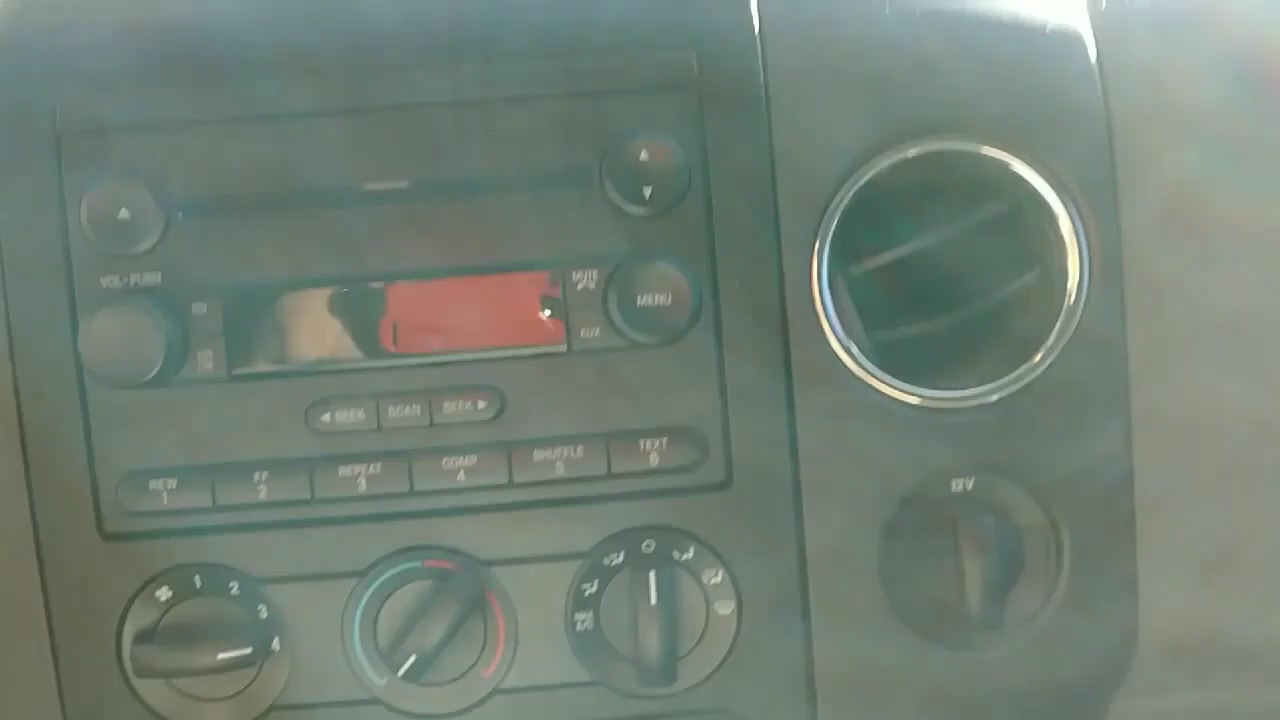 VOL - PUSH
MUTE
MENU
AUX
SEEK SCAN SEEK
REW FF REPEAT COMP SHUFFLE TEXT
1 2 3 4 5 6
12V
1 2 3 4
MAX
A/C